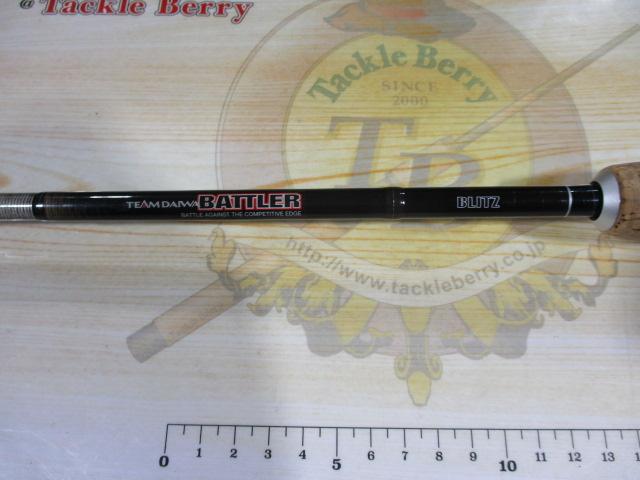 @ Tackle Berry
Tackle Berry
SINCE
2000
TB
TEAM DAIWA BATTLER
BATTLE AGAINST THE COMPETITIVE EDGE
BLITZ
http://www.tackleberry.co.jp
0 1 2 3 4 5 6 7 8 9 10 11 12 13